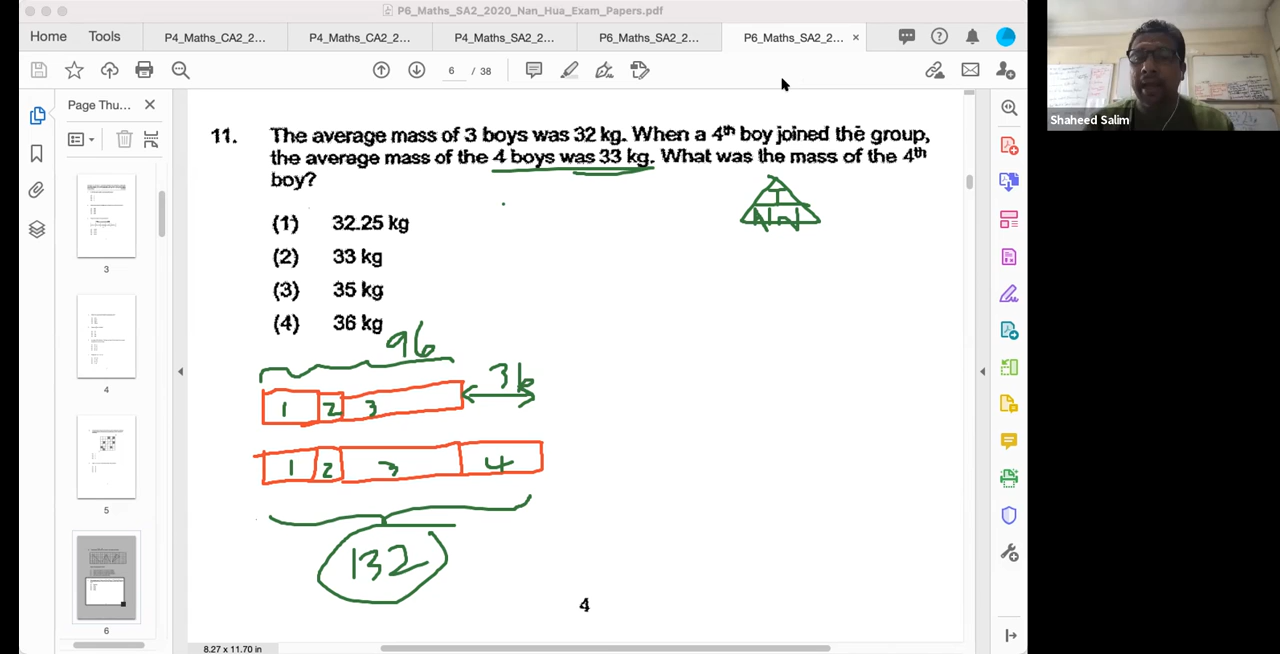 P6_Maths_SA2_2020_Nan_Hua_Exam_Papers.pdf
Home Tools P4_Maths_CA2_2... P4_Maths_CA2_2... P4_Maths_SA2_2... P6_Maths_SA2_2... P6_Maths_SA2_2... ×
6 / 38
Page Thu...
3
4
5
6
11. The average mass of 3 boys was 32 kg. When a 4th boy joined the group,
the average mass of the 4 boys was 33 kg. What was the mass of the 4th
boy?
(1) 32.25 kg
(2) 33 kg
(3) 35 kg
(4) 36 kg
T
N
96
36
1 2 3
1 2 3 4
132
4
8.27 x 11.70 in
Shaheed Salim